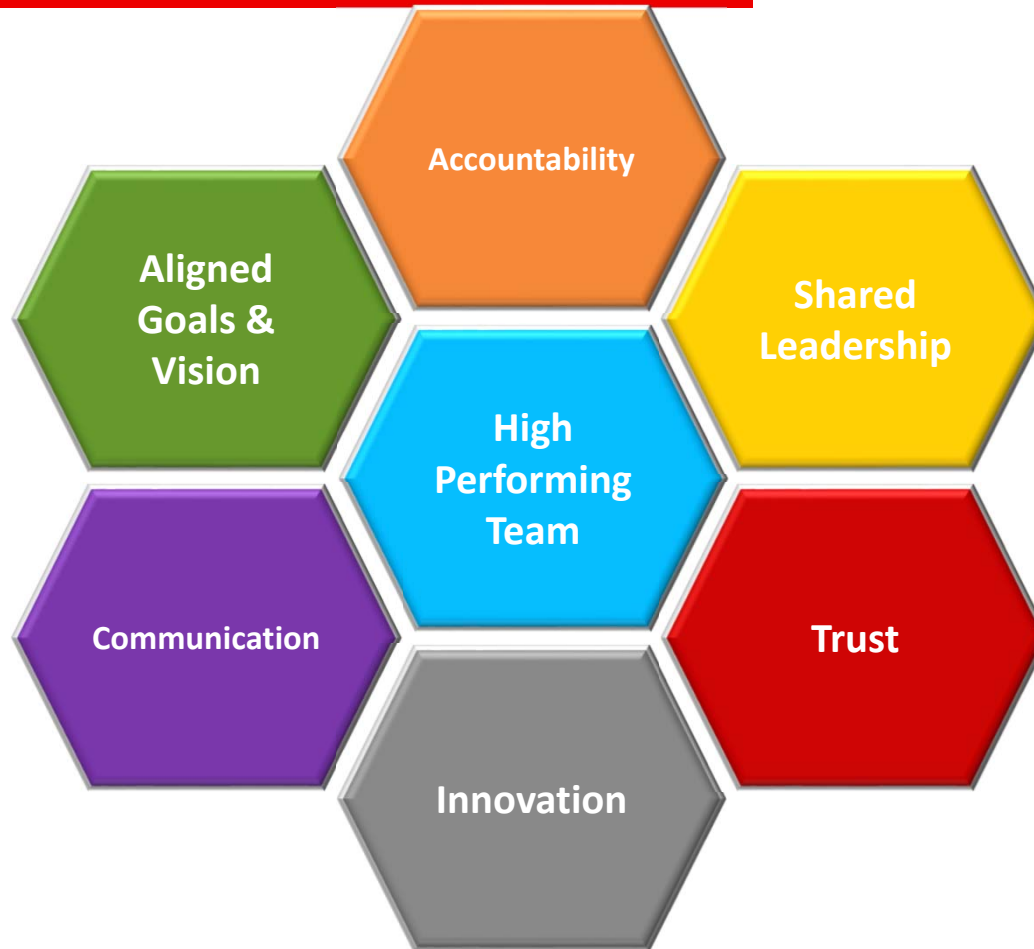 Accountability
Aligned
Goals &
Vision
Shared
Leadership
High
Performing
Team
Communication
Trust
Innovation